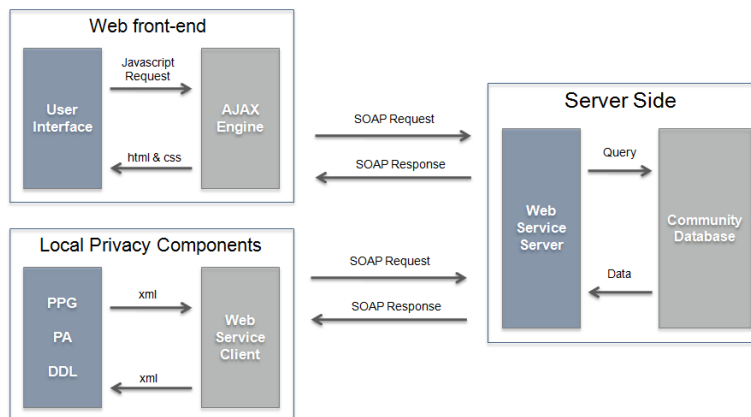 Web front-end
User
Interface
Javascript
Request
html & css
AJAX
Engine
SOAP Request
SOAP Response
Server Side
Web
Service
Server
Query
Data
Community
Database
Local Privacy Components
PPG
PA
DDL
xml
xml
Web
Service
Client
SOAP Request
SOAP Response